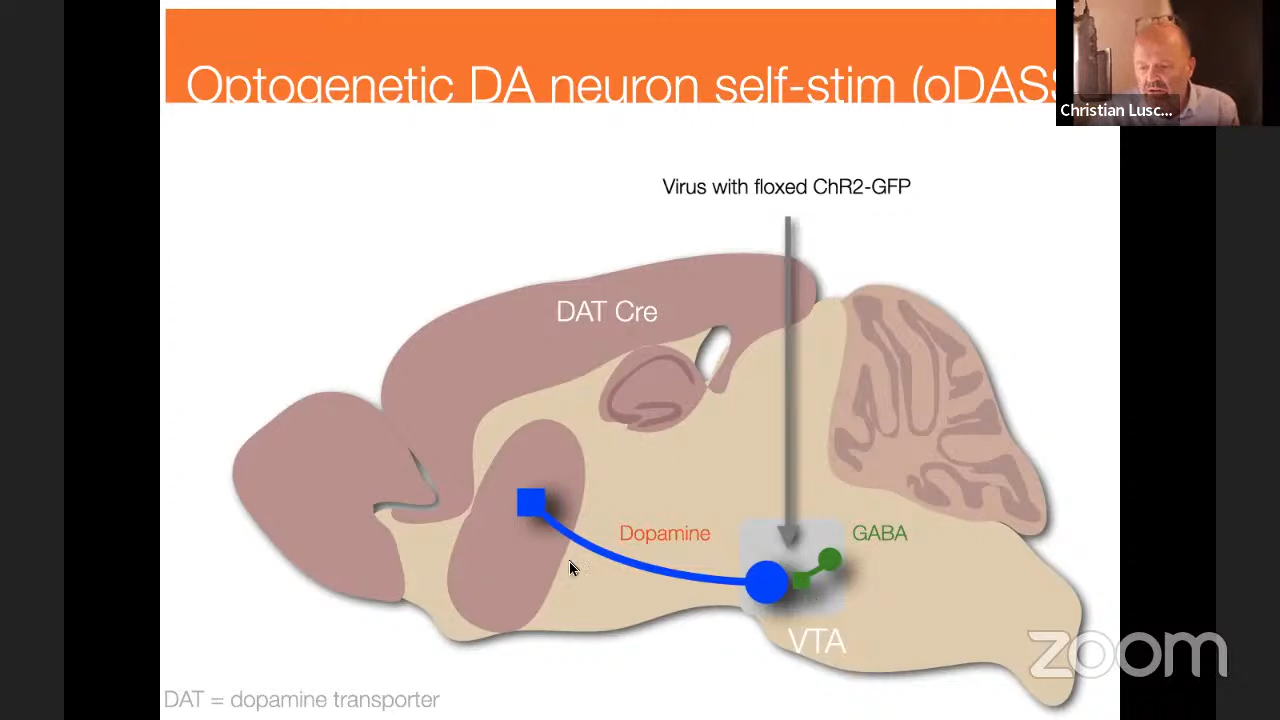 Optogenetic DA neuron self-stim (oDASS
Christian Lusc...
Virus with floxed ChR2-GFP
DAT Cre
Dopamine
GABA
VTA
zoom
DAT = dopamine transporter